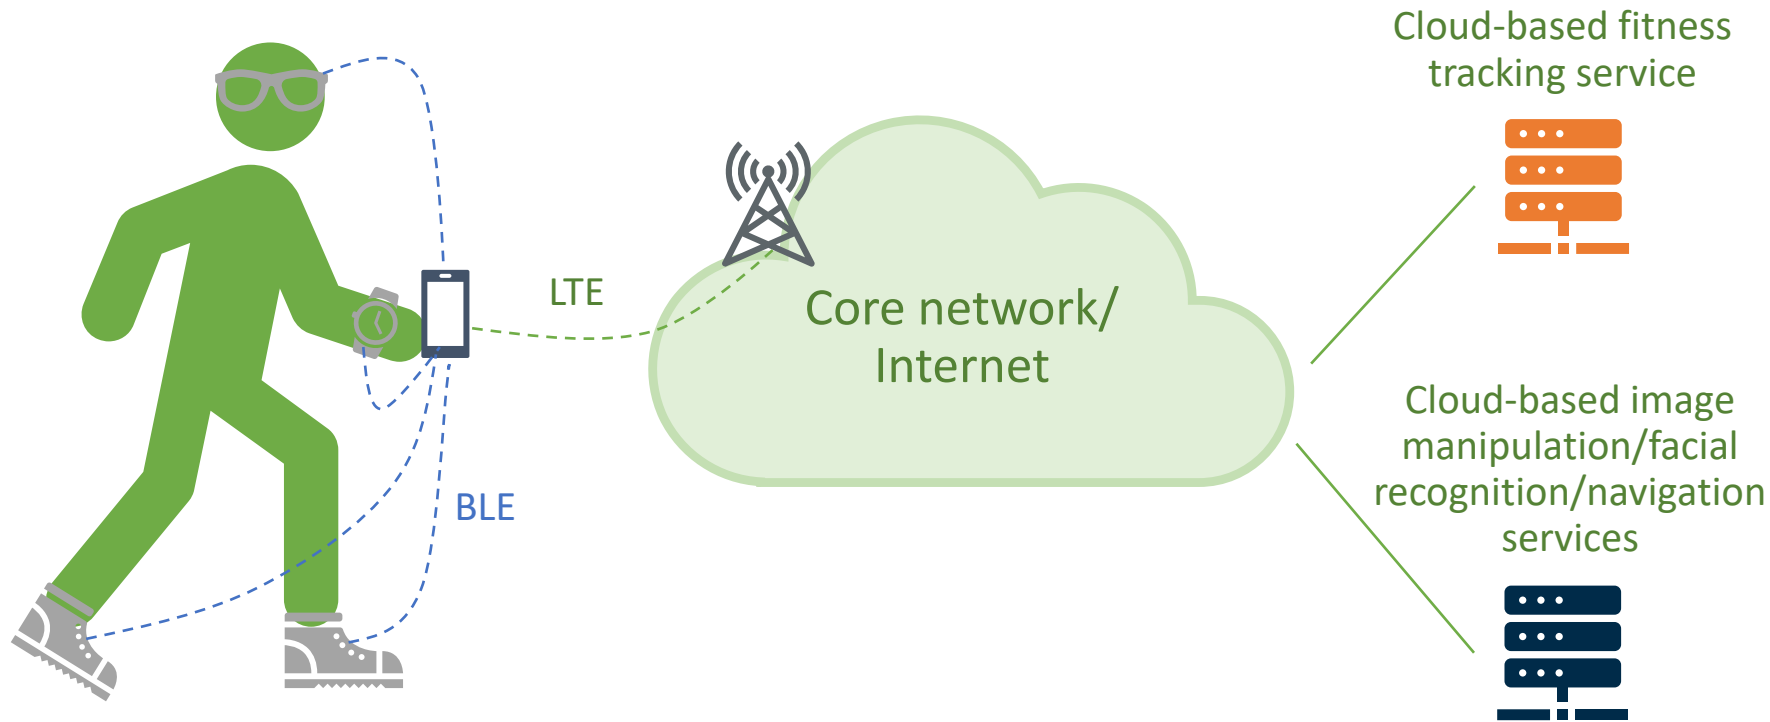 Cloud-based fitness
tracking service
LTE
Core network/
Internet
Cloud-based image
manipulation/facial
recognition/navigation
services
BLE